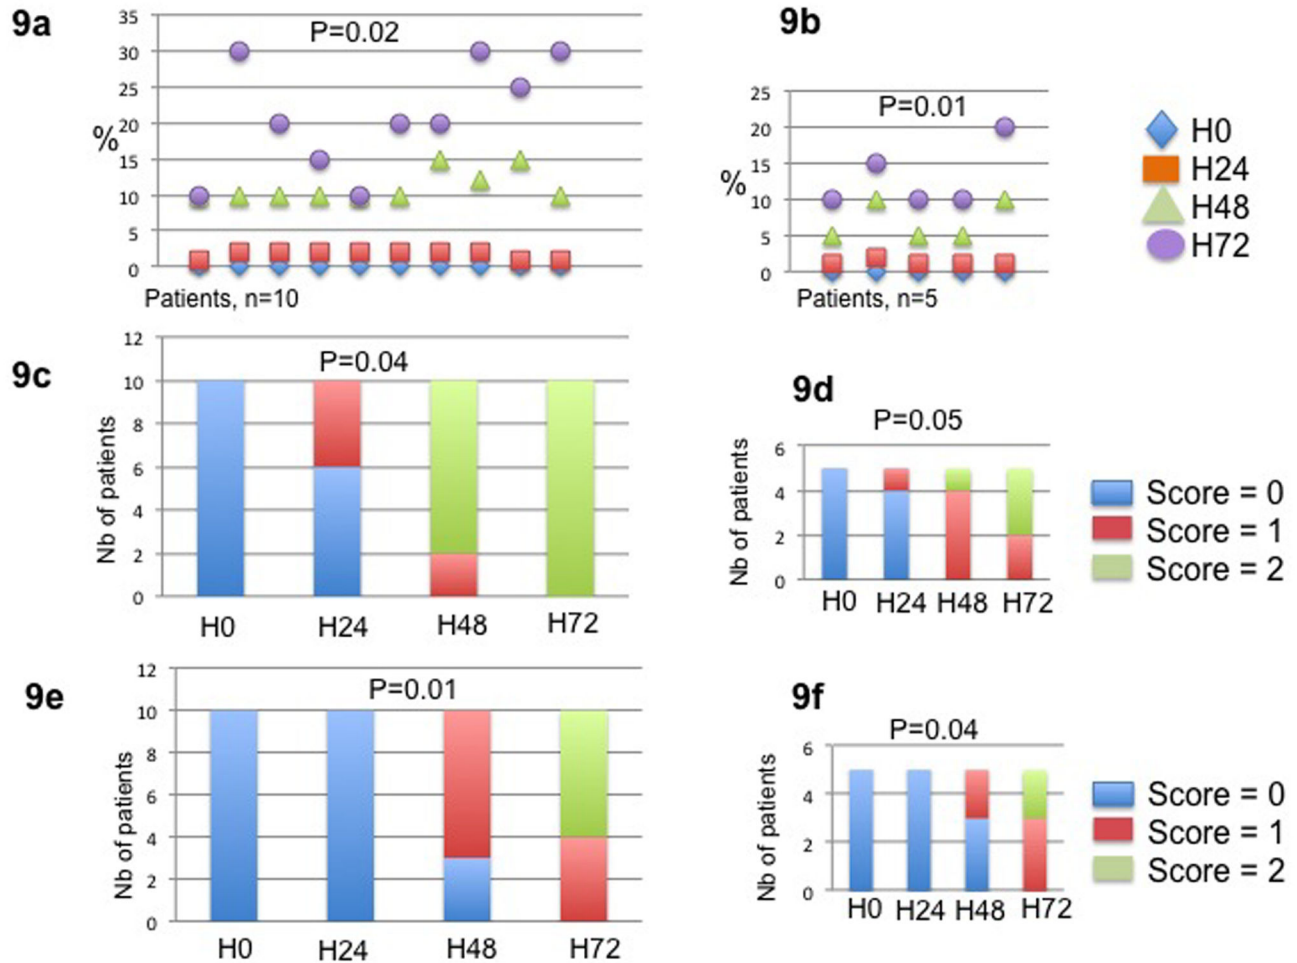 9a
35
30
25
20
15
10
5
0
%
P=0.02
Patients, n=10
9b
25
20
15
10
5
0
%
P=0.01
Patients, n=5
H0
H24
H48
H72
9c
12
10
8
6
4
2
0
Nb of patients
P=0.04
H0 H24 H48 H72
9d
P=0.05
6
4
2
0
Nb of patients
H0 H24 H48 H72
Score = 0
Score = 1
Score = 2
9e
12
10
8
6
4
2
0
Nb of patients
P=0.01
H0 H24 H48 H72
9f
P=0.04
6
4
2
0
Nb of patients
H0 H24 H48 H72
Score = 0
Score = 1
Score = 2